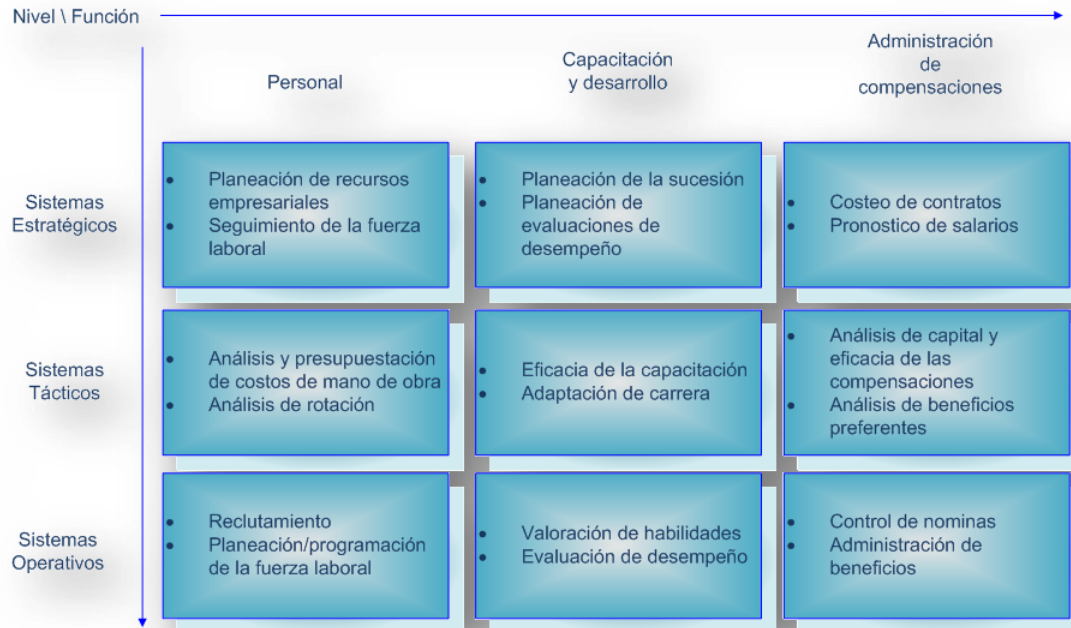 Nivel \ Función
Personal
Capacitación
y desarrollo
Administración
de
compensaciones
Sistemas
Estratégicos
• Planeación de recursos
empresariales
• Seguimiento de la fuerza
laboral
• Planeación de la sucesión
• Planeación de
evaluaciones de
desempeño
• Costeo de contratos
• Pronostico de salarios
Sistemas
Tácticos
• Análisis y presupuestación
de costos de mano de obra
• Análisis de rotación
• Eficacia de la capacitación
• Adaptación de carrera
• Análisis de capital y
eficacia de las
compensaciones
• Análisis de beneficios
preferentes
Sistemas
Operativos
• Reclutamiento
• Planeación/programación
de la fuerza laboral
• Valoración de habilidades
• Evaluación de desempeño
• Control de nominas
• Administración de
beneficios